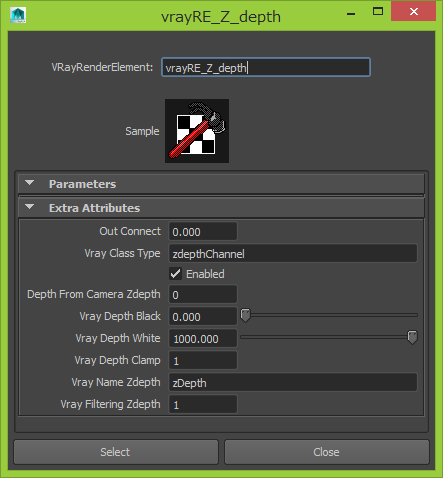 vrayRE_Z_depth
VRayRenderElement: vrayRE_Z_depth
Sample
Parameters
Extra Attributes
Out Connect 0.000
Vray Class Type zdepthChannel
Enabled
Depth From Camera Zdepth 0
Vray Depth Black 0.000
Vray Depth White 1000.000
Vray Depth Clamp 1
Vray Name Zdepth zDepth
Vray Filtering Zdepth 1
Select Close